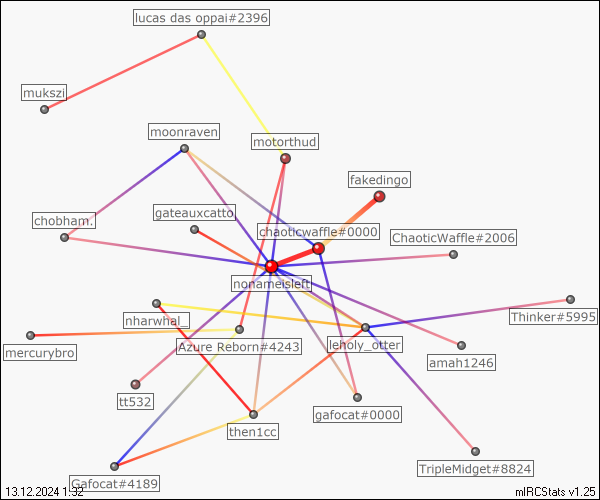 lucas das oppai#2396
mukszi
moonraven
motorthud
fakedingo
chobham.
gateauxcatto
chaoticwaffle#0000
ChaoticWaffle#2006
nonameisleft
nharwhal_
Thinker#5995
mercurybro
Azure Reborn#4243
leholy_otter
amah1246
tt532
gafocat#0000
then1cc
Gafocat#4189
TripleMidget#8824
13.12.2024 1:32
mIRCStats v1.25